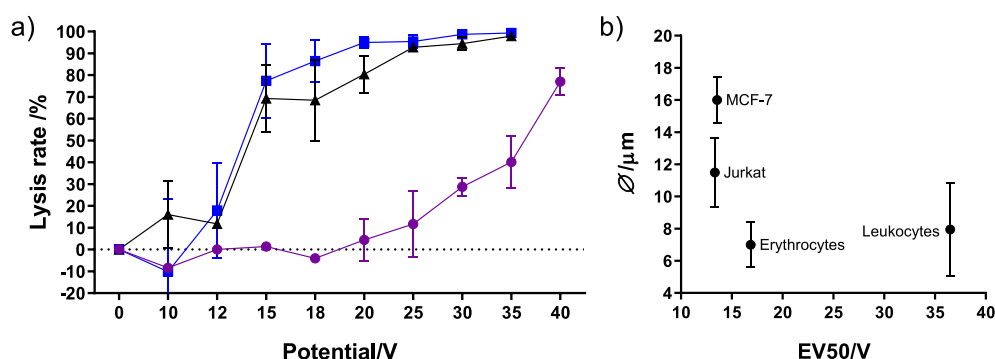 a)
Lysis rate /%
100
90
80
70
60
50
40
30
20
10
0
-10
-20
0 10 12 15 18 20 25 30 35 40
Potential/V
b)
Ø/μm
20
18
16
14
12
10
8
6
4
MCF-7
Jurkat
Erythrocytes
Leukocytes
10 15 20 25 30 35 40
EV50/V